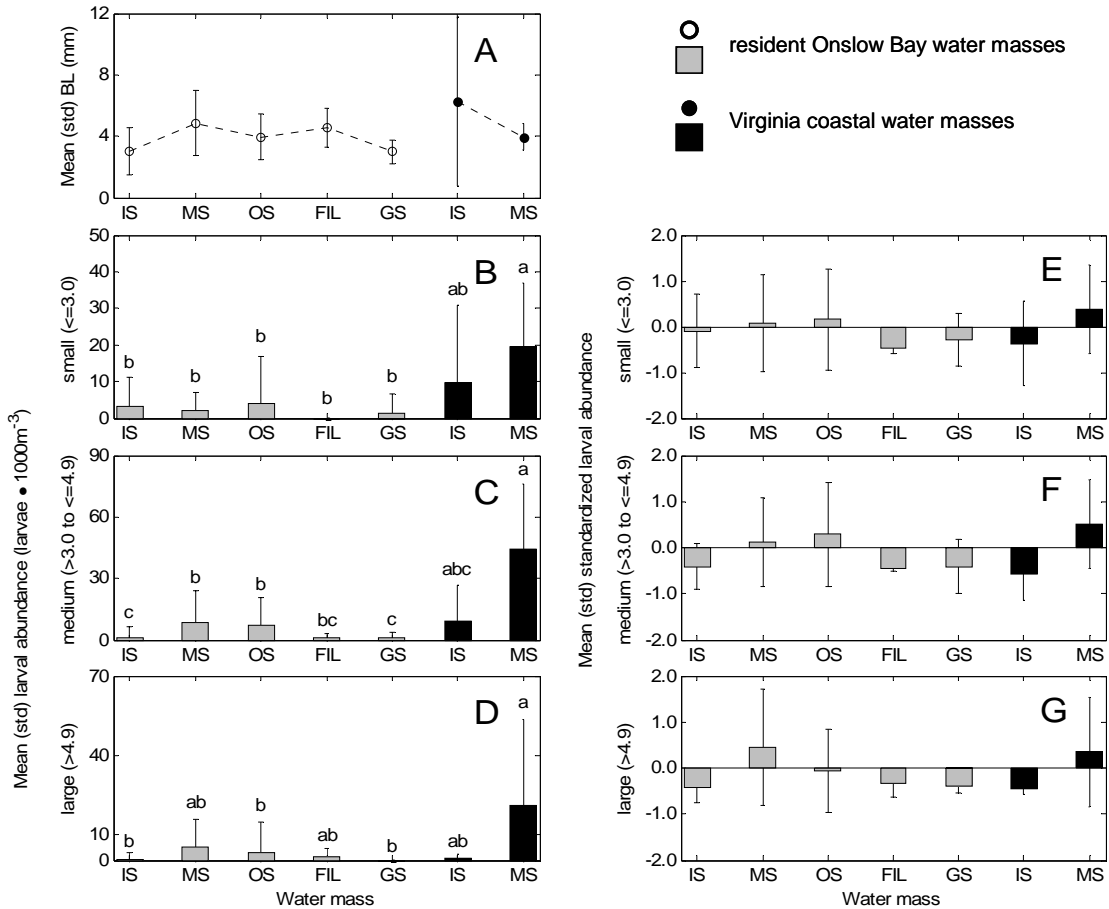 resident Onslow Bay water masses
Virginia coastal water masses
Mean (std) BL (mm)
12
8
4
0
A
IS MS OS FIL GS IS MS
Mean (std) larval abundance (larvae • 1000m⁻³)
small (<=3.0)
50
40
30
20
10
0
B
b b b b b ab a
IS MS OS FIL GS IS MS
medium (>3.0 to <=4.9)
90
60
30
0
C
c b b bc c abc a
IS MS OS FIL GS IS MS
large (>4.9)
70
40
10
0
D
b ab b ab b ab a
IS MS OS FIL GS IS MS
Water mass
Mean (std) standardized larval abundance
small (<=3.0)
2.0
1.0
0.0
-1.0
-2.0
E
IS MS OS FIL GS IS MS
medium (>3.0 to <=4.9)
2.0
1.0
0.0
-1.0
-2.0
F
IS MS OS FIL GS IS MS
large (>4.9)
2.0
1.0
0.0
-1.0
-2.0
G
IS MS OS FIL GS IS MS
Water mass